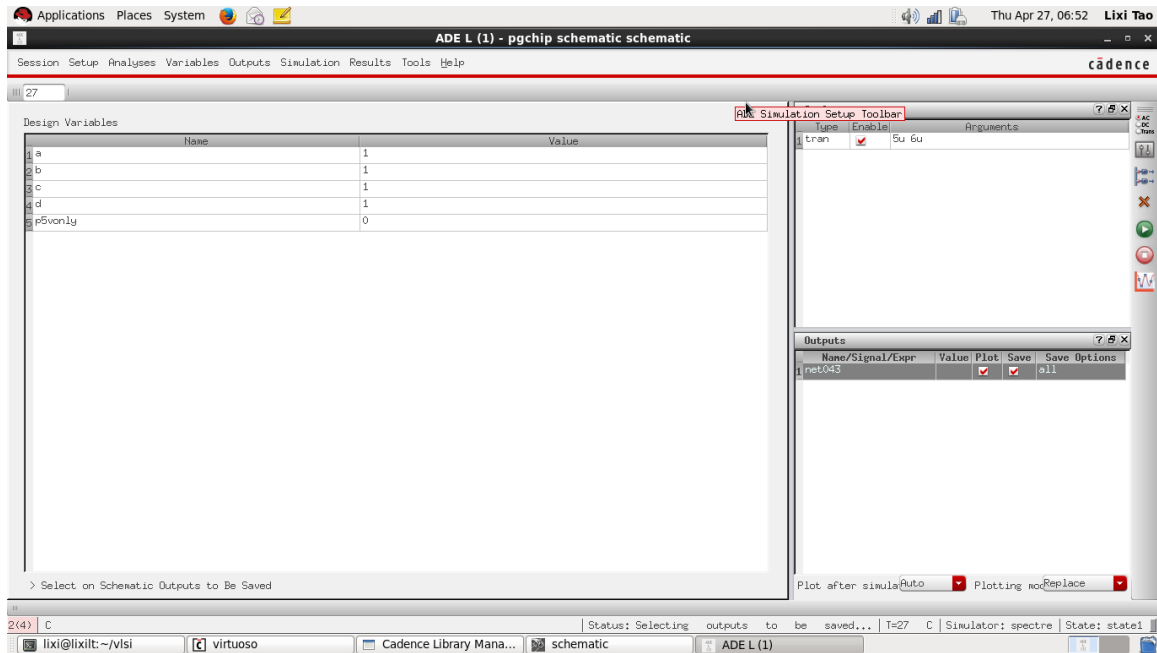 Applications Places System Thu Apr 27, 06:52 Lixi Tao
ADE L (1) - pgchip schematic schematic
Session Setup Analyses Variables Outputs Simulation Results Tools Help cādence
27
Design Variables
Name Value
1 a 1
2 b 1
3 c 1
4 d 1
5 p5vonly 0
> Select on Schematic Outputs to Be Saved
ADE Simulation Setup Toolbar
Type Enable Arguments
1 tran 5u 6u
AC
DC
Trans
Outputs
Name/Signal/Expr Value Plot Save Save Options
1 net043 all
Plot after simula Auto Plotting mod Replace
2(4) C Status: Selecting outputs to be saved... T=27 C Simulator: spectre State: state1
lixi@lixilt:~/vlsi virtuoso Cadence Library Mana... schematic ADE L (1)